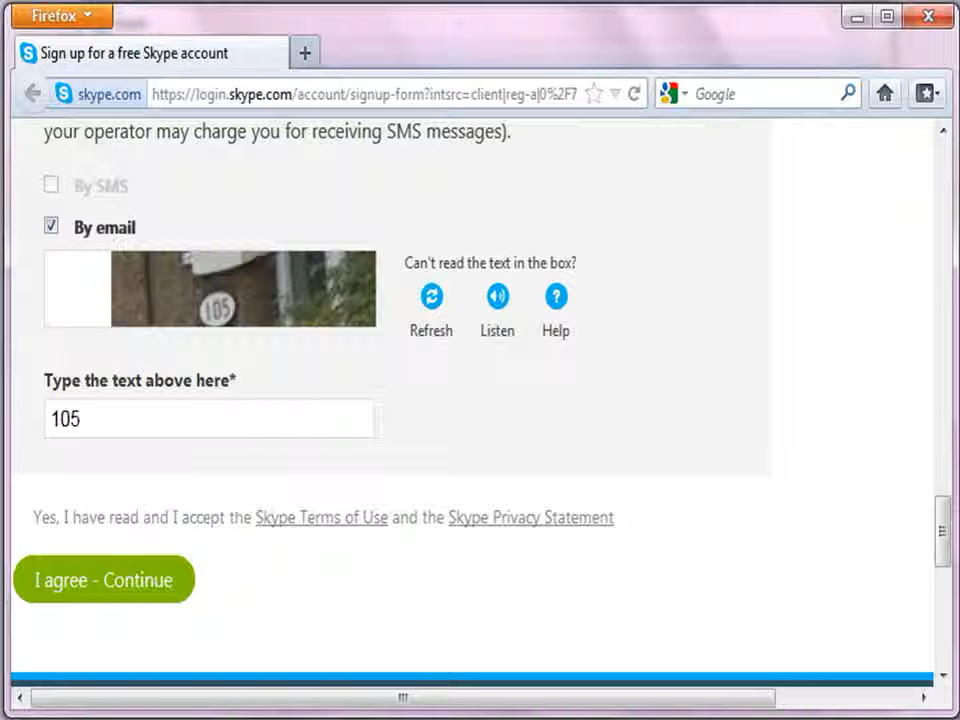 Firefox
Sign up for a free Skype account
skype.com https://login.skype.com/account/signup-form?intsrc=client|reg-a|0%2F7 Google
your operator may charge you for receiving SMS messages).
By SMS
By email
105
Can't read the text in the box?
Refresh Listen Help
Type the text above here*
105
Yes, I have read and I accept the Skype Terms of Use and the Skype Privacy Statement
I agree - Continue